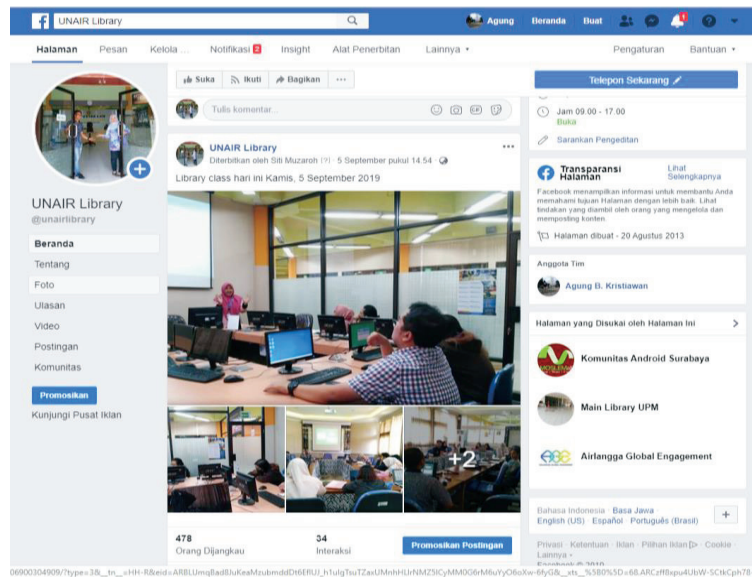 UNAIR Library
Agung Beranda Buat
Halaman Pesan Kelola ... Notifikasi 2 Insight Alat Penerbitan Lainnya Pengaturan Bantuan
Suka Ikuti Bagikan ...
Telepon Sekarang
Tulis komentar...
Jam 09.00 - 17.00
Buka
Sarankan Pengeditan
UNAIR Library
Diterbitkan oleh Siti Muzaroh [?] · 5 September pukul 14.54 ·
Library class hari ini Kamis, 5 September 2019
Transparansi Halaman
Lihat Selengkapnya
Facebook menampilkan informasi untuk membantu Anda
memahami tujuan Halaman dengan lebih baik. Lihat
tindakan yang diambil oleh orang yang mengelola dan
memposting konten.
Halaman dibuat - 20 Agustus 2013
UNAIR Library
@unairlibrary
Beranda
Tentang
Foto
Ulasan
Video
Postingan
Komunitas
Promosikan
Kunjungi Pusat Iklan
Anggota Tim
Agung B. Kristiawan
Halaman yang Disukai oleh Halaman Ini
Komunitas Android Surabaya
Main Library UPM
Airlangga Global Engagement
+2
478
Orang Dijangkau
34
Interaksi
Promosikan Postingan
Bahasa Indonesia · Basa Jawa
English (US) · Español · Português (Brasil)
Privasi · Ketentuan · Iklan · Pilihan Iklan · Cookie ·
Lainnya
Facebook © 2019